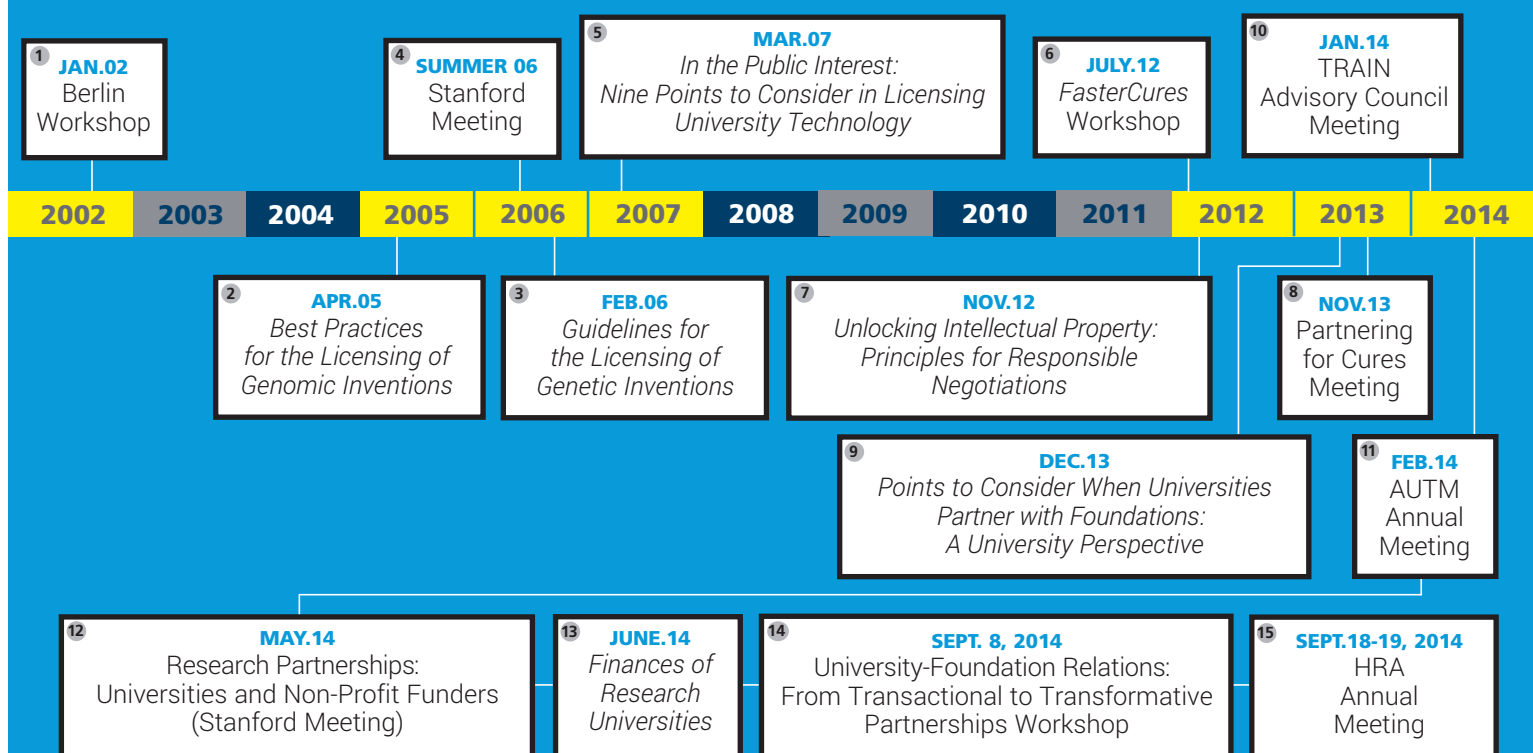 1
JAN.02
Berlin
Workshop
4
SUMMER 06
Stanford
Meeting
5
MAR.07
In the Public Interest:
Nine Points to Consider in Licensing
University Technology
6
JULY.12
FasterCures
Workshop
10
JAN.14
TRAIN
Advisory Council
Meeting
2002 2003 2004 2005 2006 2007 2008 2009 2010 2011 2012 2013 2014
2
APR.05
Best Practices
for the Licensing of
Genomic Inventions
3
FEB.06
Guidelines for
the Licensing of
Genetic Inventions
7
NOV.12
Unlocking Intellectual Property:
Principles for Responsible
Negotiations
8
NOV.13
Partnering
for Cures
Meeting
9
DEC.13
Points to Consider When Universities
Partner with Foundations:
A University Perspective
11
FEB.14
AUTM
Annual
Meeting
12
MAY.14
Research Partnerships:
Universities and Non-Profit Funders
(Stanford Meeting)
13
JUNE.14
Finances of
Research
Universities
14
SEPT. 8, 2014
University-Foundation Relations:
From Transactional to Transformative
Partnerships Workshop
15
SEPT.18-19, 2014
HRA
Annual
Meeting